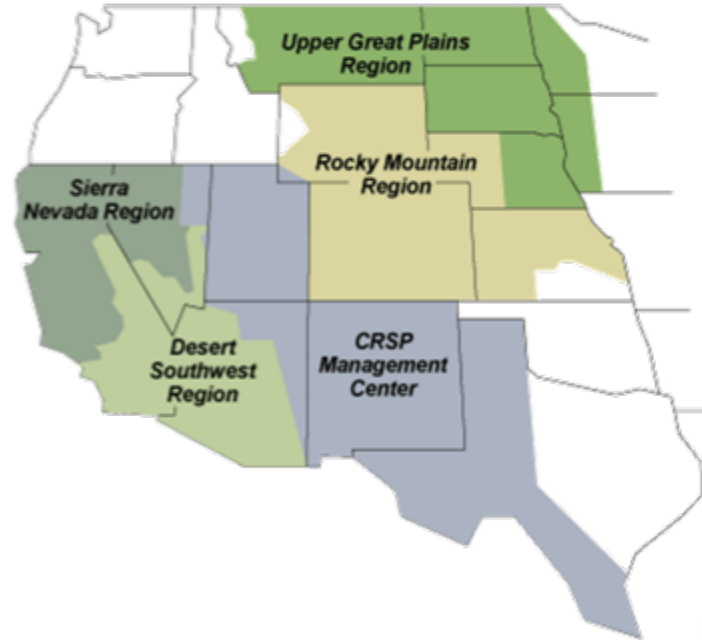 Upper Great Plains
Region
Rocky Mountain
Region
Sierra
Nevada Region
CRSP
Management
Center
Desert
Southwest
Region